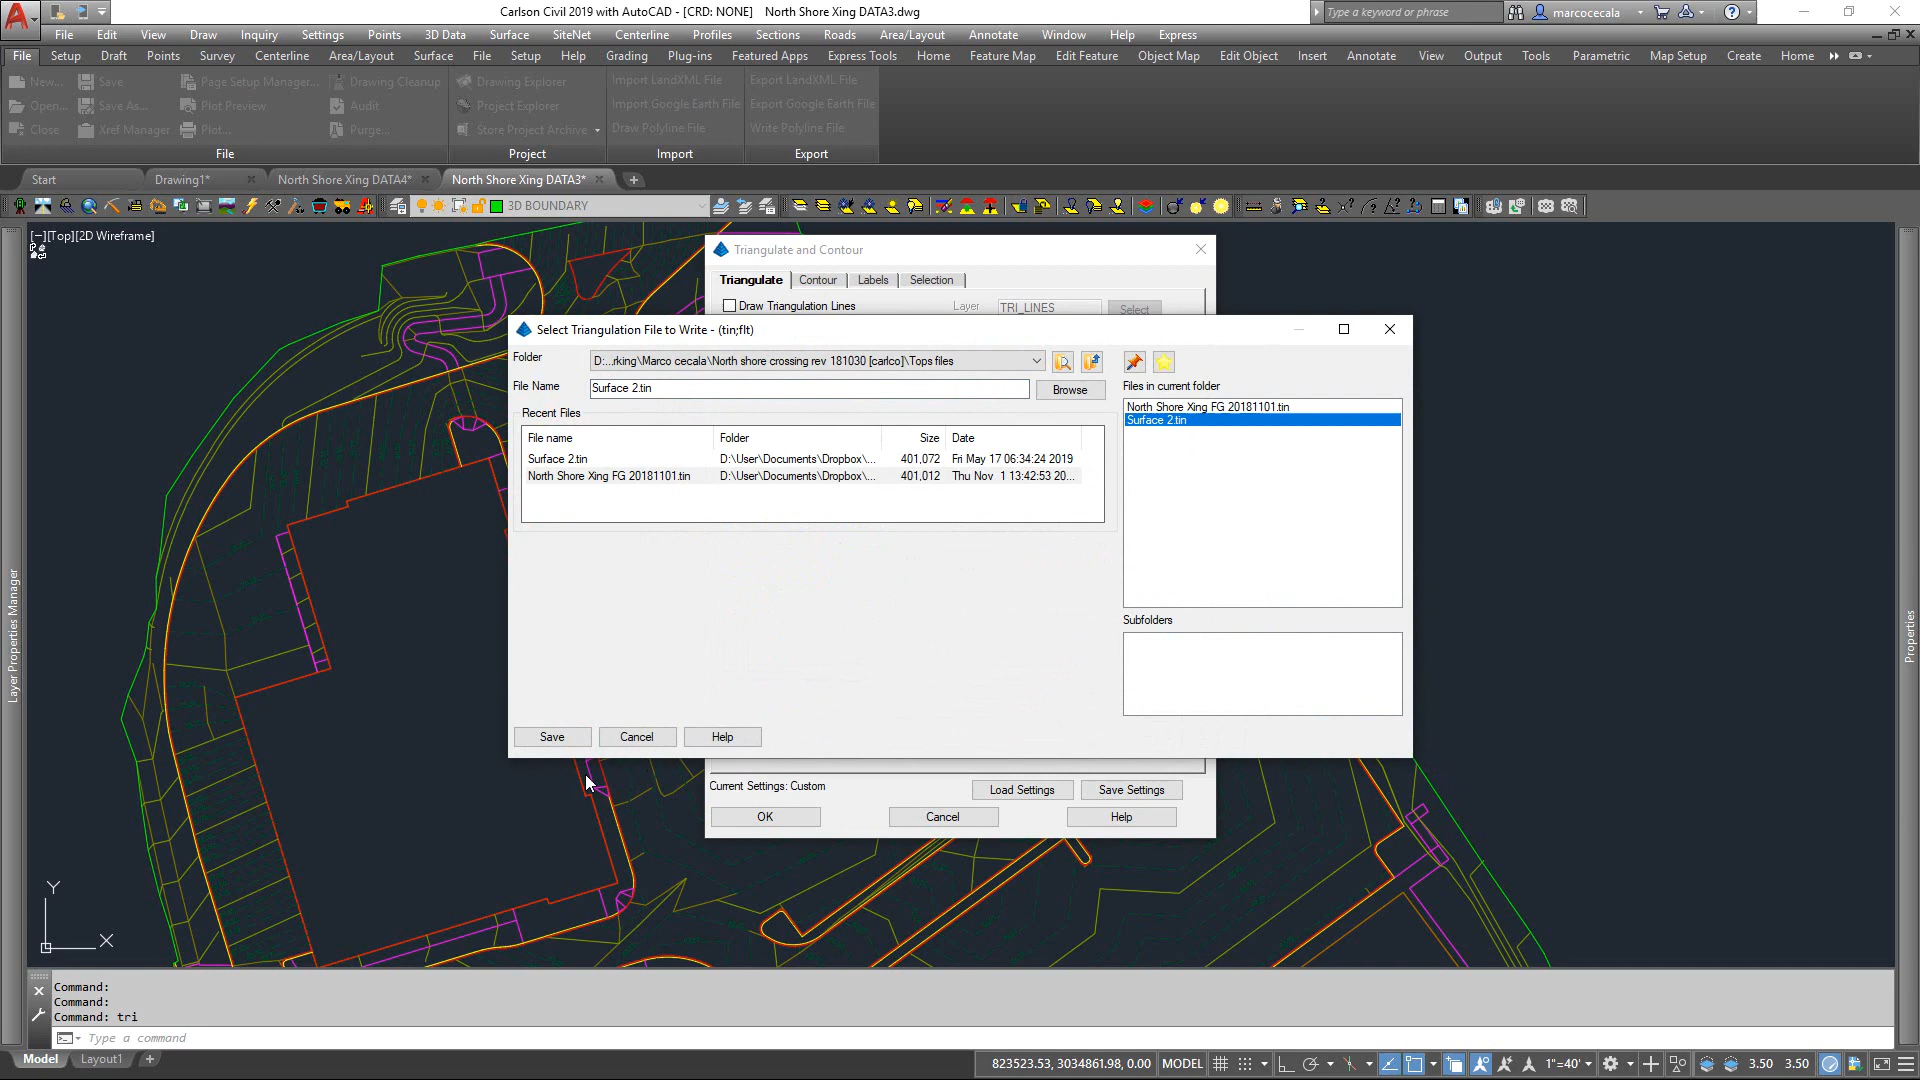 Carlson Civil 2019 with AutoCAD - [CRD: NONE]    North Shore Xing DATA3.dwg
Type a keyword or phrase
marcocecala
File Edit View Draw Inquiry Settings Points 3D Data Surface SiteNet Centerline Profiles Sections Roads Area/Layout Annotate Window Help Express
File Setup Draft Points Survey Centerline Area/Layout Surface File Setup Help Grading Plug-ins Featured Apps Express Tools Home Feature Map Edit Feature Object Map Edit Object Insert Annotate View Output Tools Parametric Map Setup Create Home
New... Save Page Setup Manager... Drawing Cleanup Drawing Explorer Import LandXML File Export LandXML File
Open... Save As... Plot Preview Audit Project Explorer Import Google Earth File Export Google Earth File
Close Xref Manager Plot... Purge... Store Project Archive Draw Polyline File Write Polyline File
File Project Import Export
Start Drawing1* North Shore Xing DATA4* North Shore Xing DATA3*
3D BOUNDARY
[−][Top][2D Wireframe]
Triangulate and Contour
Triangulate Contour Labels Selection
Draw Triangulation Lines Layer TRI_LINES Select
Select Triangulation File to Write - (tin;flt)
Folder D:...rking\Marco cecala\North shore crossing rev 181030 [carlco]\Tops files
File Name Surface 2.tin Browse
Files in current folder
North Shore Xing FG 20181101.tin
Surface 2.tin
Recent Files
File name Folder Size Date
Surface 2.tin D:\User\Documents\Dropbox\... 401,072 Fri May 17 06:34:24 2019
North Shore Xing FG 20181101.tin D:\User\Documents\Dropbox\... 401,012 Thu Nov 1 13:42:53 20...
Subfolders
Save Cancel Help
Current Settings: Custom Load Settings Save Settings
OK Cancel Help
Layer Properties Manager
Properties
Y
X
Command:
Command:
Command: tri
Type a command
Model Layout1
823523.53, 3034861.98, 0.00 MODEL 1"=40' 3.50 3.50